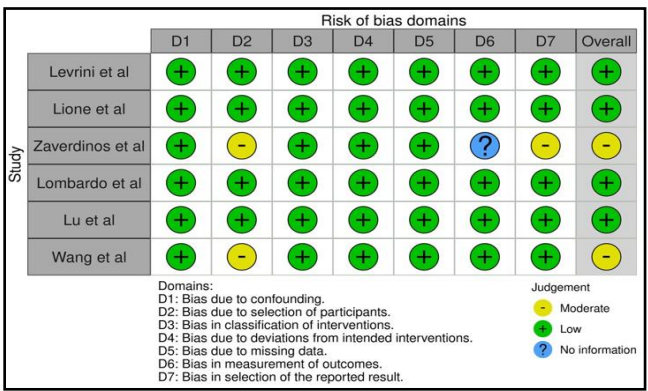 Risk of bias domains
D1 D2 D3 D4 D5 D6 D7 Overall
Study
Levrini et al + + + + + + + +
Lione et al + + + + + + + +
Zaverdinos et al + - + + + ? - -
Lombardo et al + + + + + + + +
Lu et al + + + + + + + +
Wang et al + - + + + + + -
Domains:
D1: Bias due to confounding.
D2: Bias due to selection of participants.
D3: Bias in classification of interventions.
D4: Bias due to deviations from intended interventions.
D5: Bias due to missing data.
D6: Bias in measurement of outcomes.
D7: Bias in selection of the reported result.
Judgement
- Moderate
+ Low
? No information